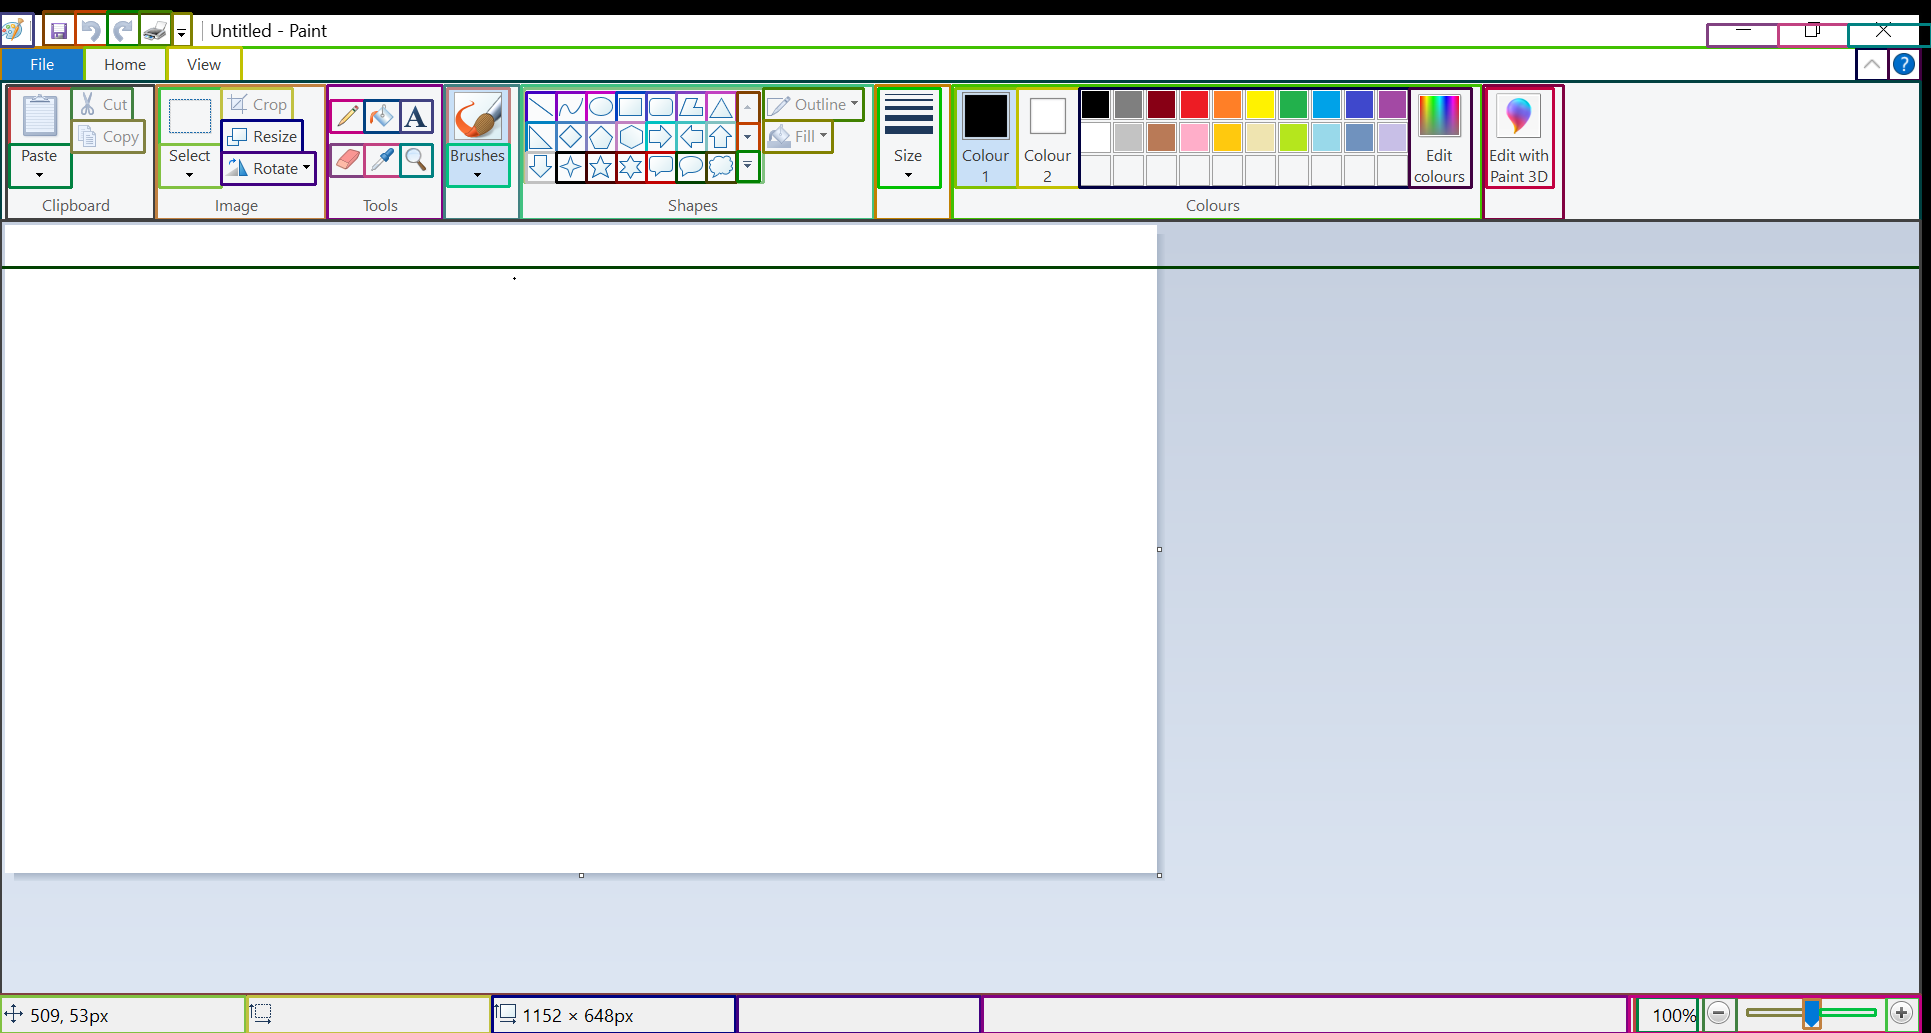 Untitled - Paint
File Home View
Paste
Cut
Copy
Clipboard
Select
Crop
Resize
Rotate
Image
A
Tools
Brushes
Outline
Fill
Shapes
Size
Colour
1
Colour
2
Edit
colours
Colours
Edit with
Paint 3D
509, 53px
1152 × 648px
100%